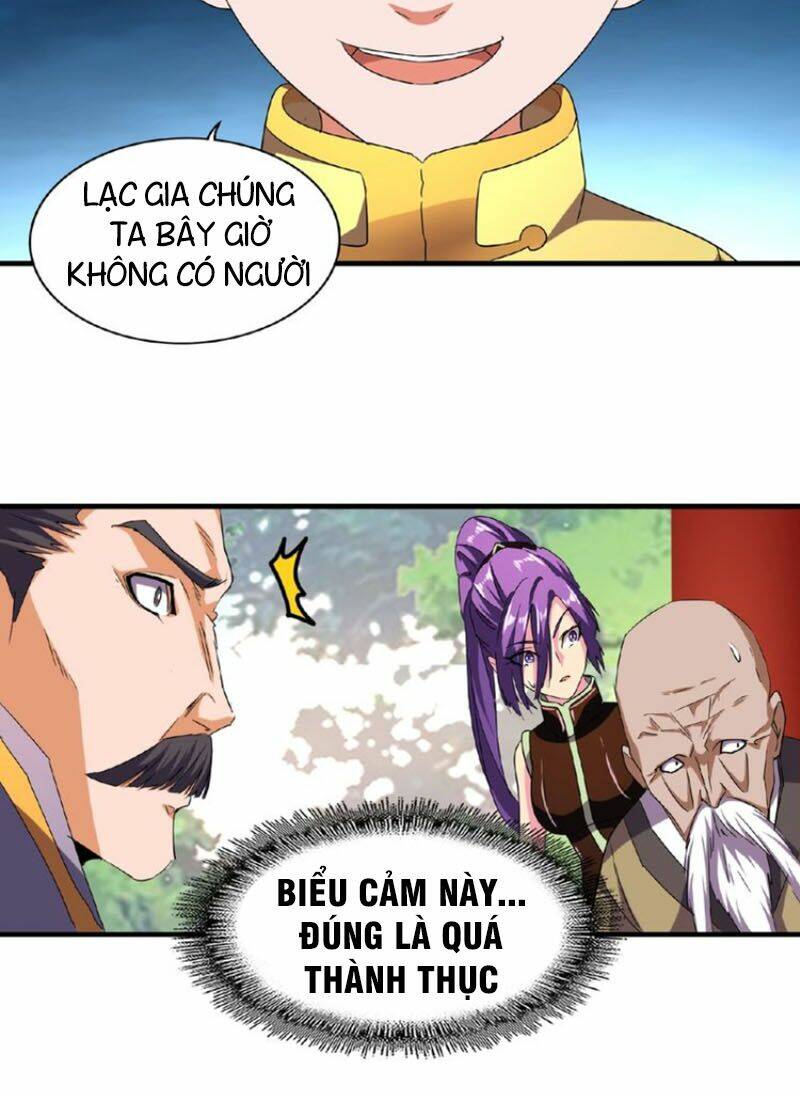 LẠC GIA CHÚNG
TA BÂY GIỜ
KHÔNG CÓ NGƯỜI
BIỂU CẢM NÀY...
ĐÚNG LÀ QUÁ
THÀNH THỤC